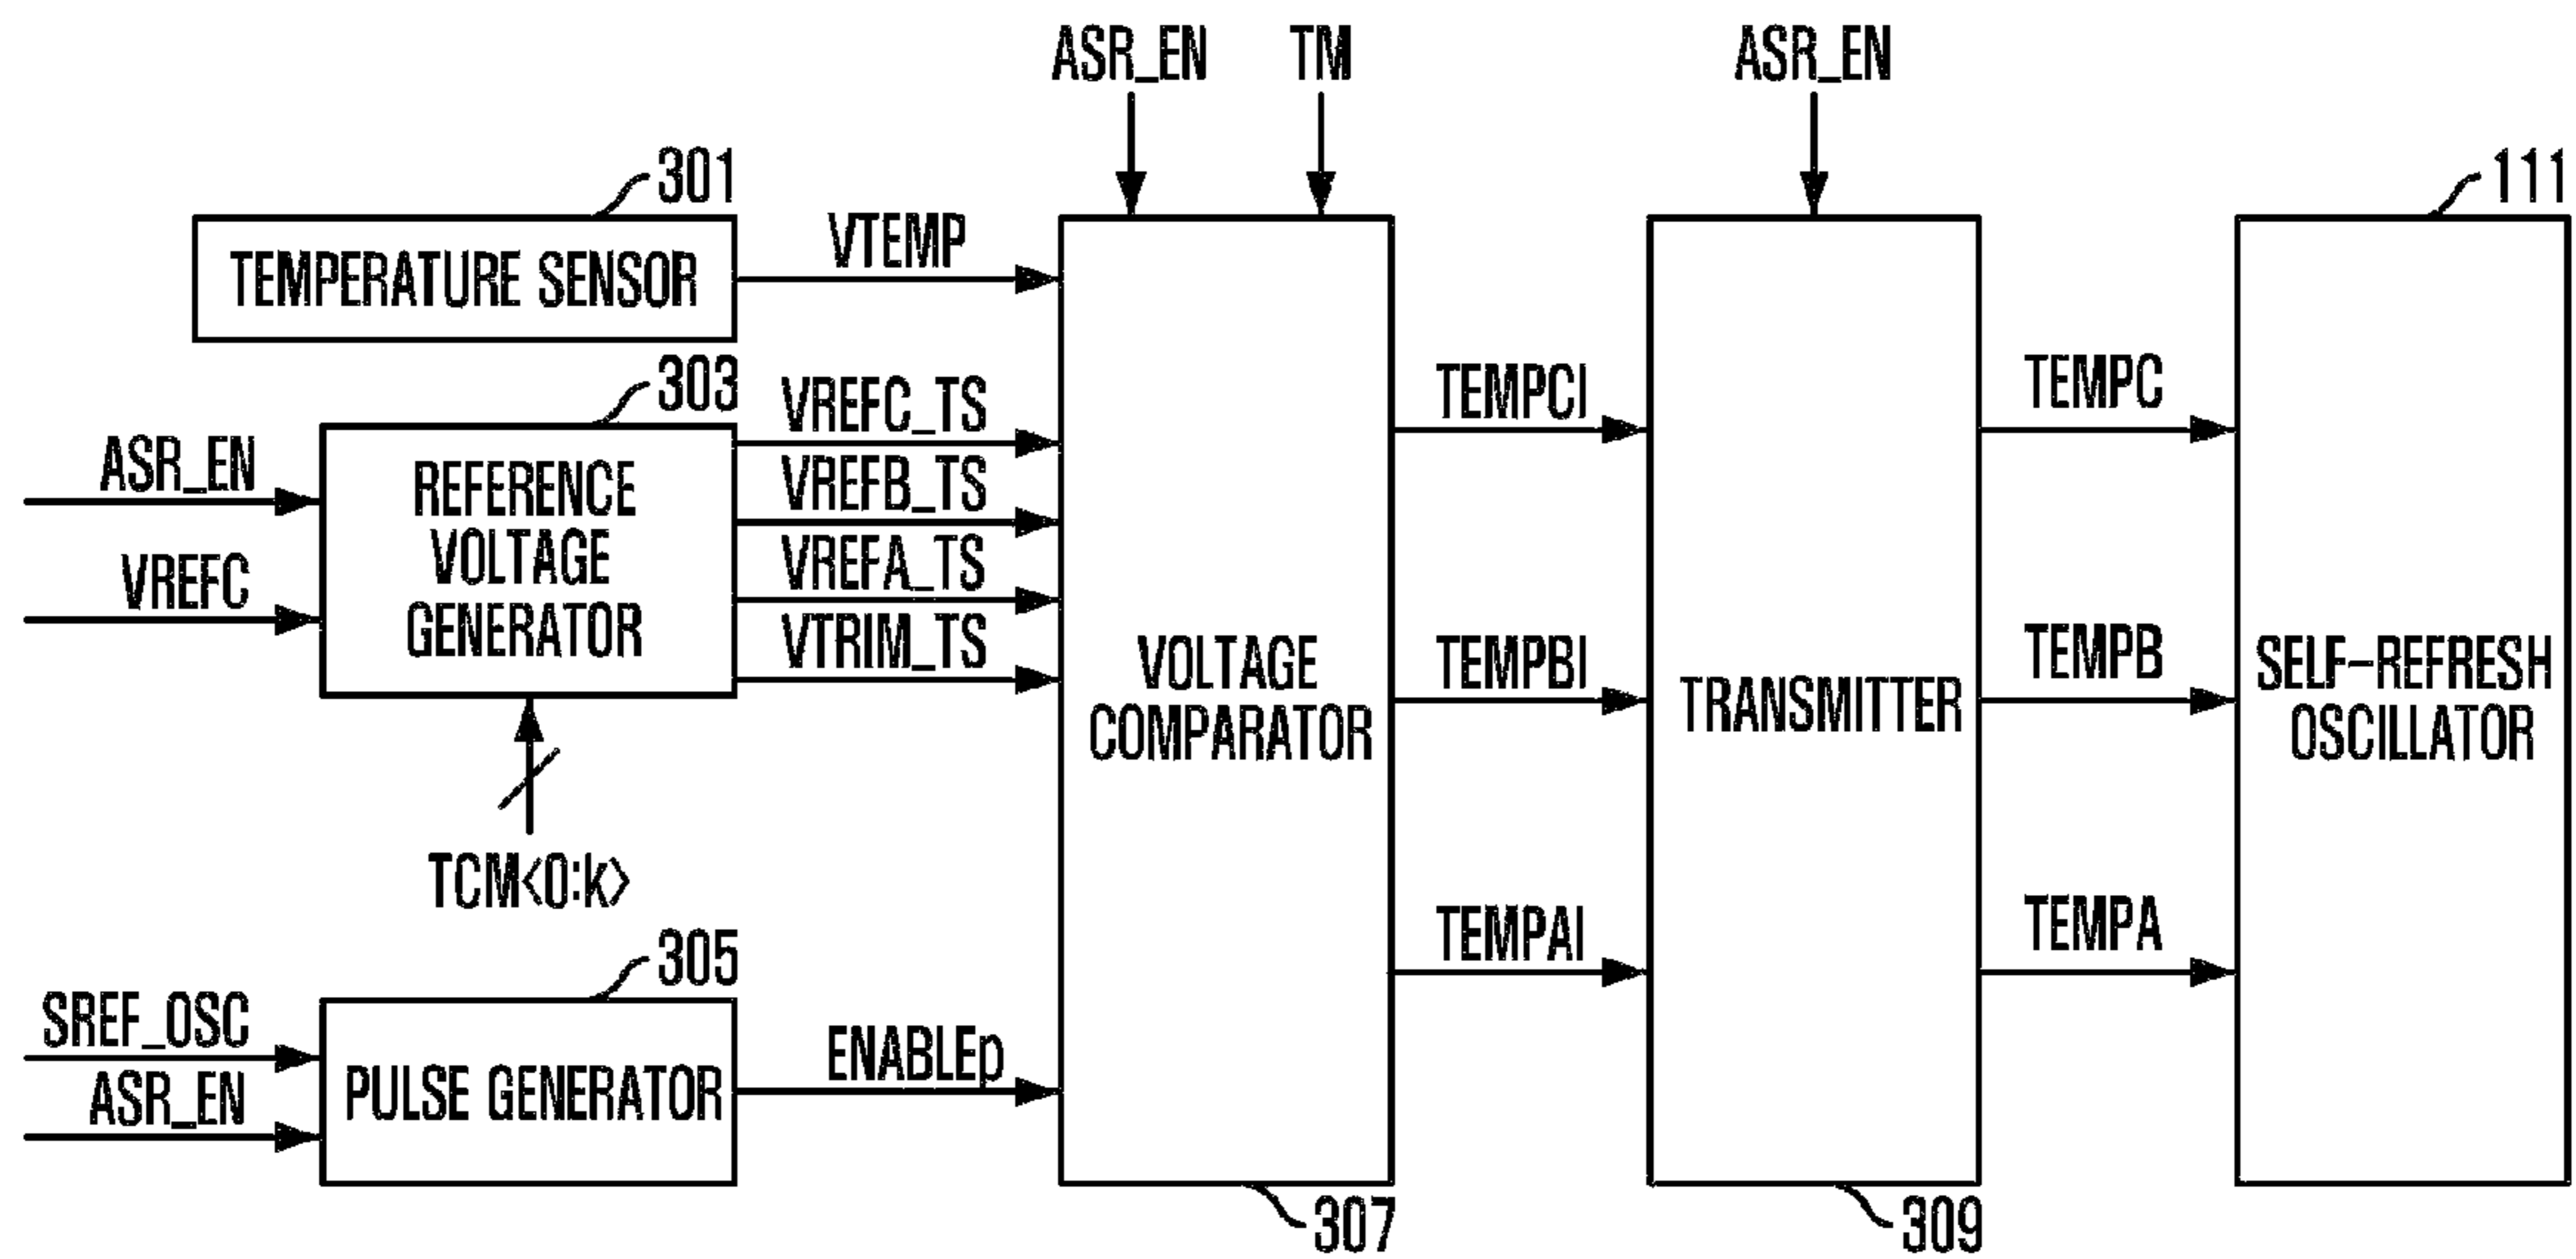 ASR_EN TM ASR_EN
301 111
TEMPERATURE SENSOR
VTEMP
303
ASR_EN
VREFC
REFERENCE
VOLTAGE
GENERATOR
VREFC_TS
VREFB_TS
VREFA_TS
VTRIM_TS
TCM<0:k>
305
SREF_OSC
ASR_EN
PULSE GENERATOR
ENABLEp
VOLTAGE
COMPARATOR
307
TEMPCI
TEMPBI
TEMPAI
TRANSMITTER
309
TEMPC
TEMPB
TEMPA
SELF-REFRESH
OSCILLATOR